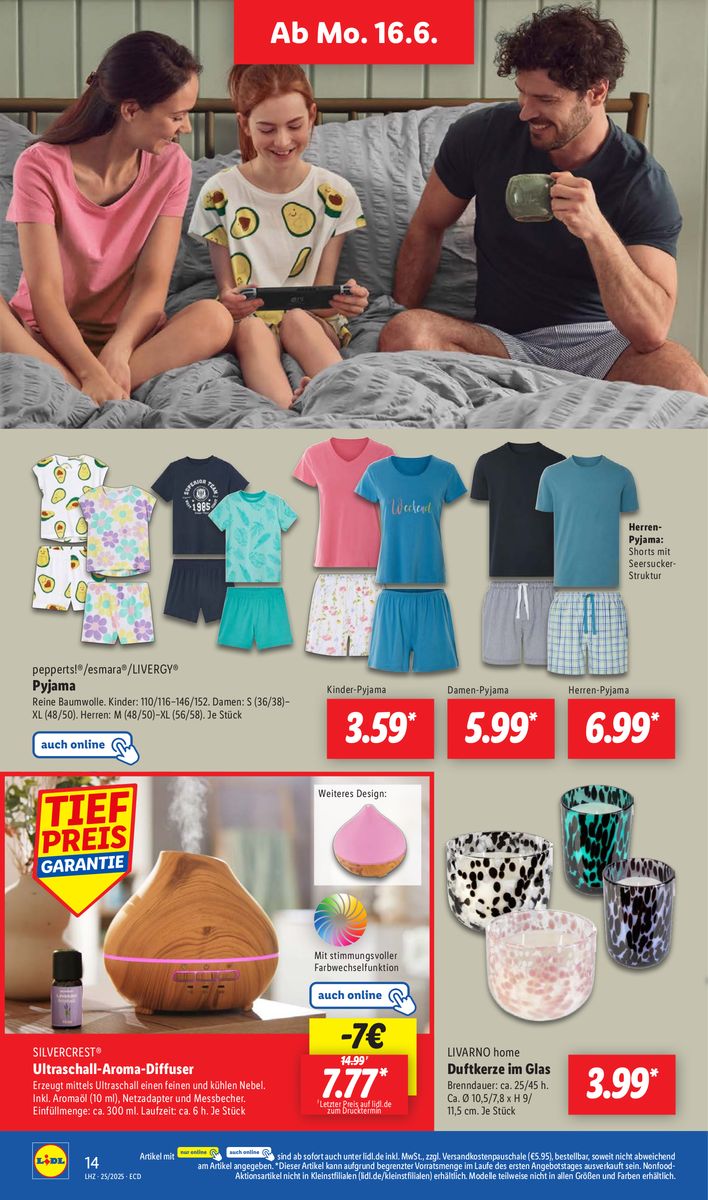 Ab Mo. 16.6.
SUPERIOR TEAM
1985
Weekend
Herren-
Pyjama:
Shorts mit
Seersucker-
Struktur
pepperts!®/esmara®/LIVERGY®
Pyjama
Reine Baumwolle. Kinder: 110/116–146/152. Damen: S (36/38)–
XL (48/50). Herren: M (48/50)–XL (56/58). Je Stück
auch online
Kinder-Pyjama
3.59*
Damen-Pyjama
5.99*
Herren-Pyjama
6.99*
TIEF
PREIS
GARANTIE
Weiteres Design:
Mit stimmungsvoller
Farbwechselfunktion
auch online
SILVERCREST®
Ultraschall-Aroma-Diffuser
Erzeugt mittels Ultraschall einen feinen und kühlen Nebel.
Inkl. Aromaöl (10 ml), Netzadapter und Messbecher.
Einfüllmenge: ca. 300 ml. Laufzeit: ca. 6 h. Je Stück
-7€
14.99¹
7.77*
¹Letzter Preis auf lidl.de
zum Drucktermin
LIVARNO home
Duftkerze im Glas
Brenndauer: ca. 25/45 h.
Ca. Ø 10,5/7,8 x H 9/
11,5 cm. Je Stück
3.99*
LIDL
14
LHZ · 25/2025 · ECD
Artikel mit nur online auch online sind ab sofort auch unter lidl.de inkl. MwSt., zzgl. Versandkostenpauschale (€5.95), bestellbar, soweit nicht abweichend
am Artikel angegeben. *Dieser Artikel kann aufgrund begrenzter Vorratsmenge im Laufe des ersten Angebotstages ausverkauft sein. Nonfood-
Aktionsartikel nicht in Kleinstfilialen (lidl.de/kleinstfilialen) erhältlich. Modelle teilweise nicht in allen Größen und Farben erhältlich.